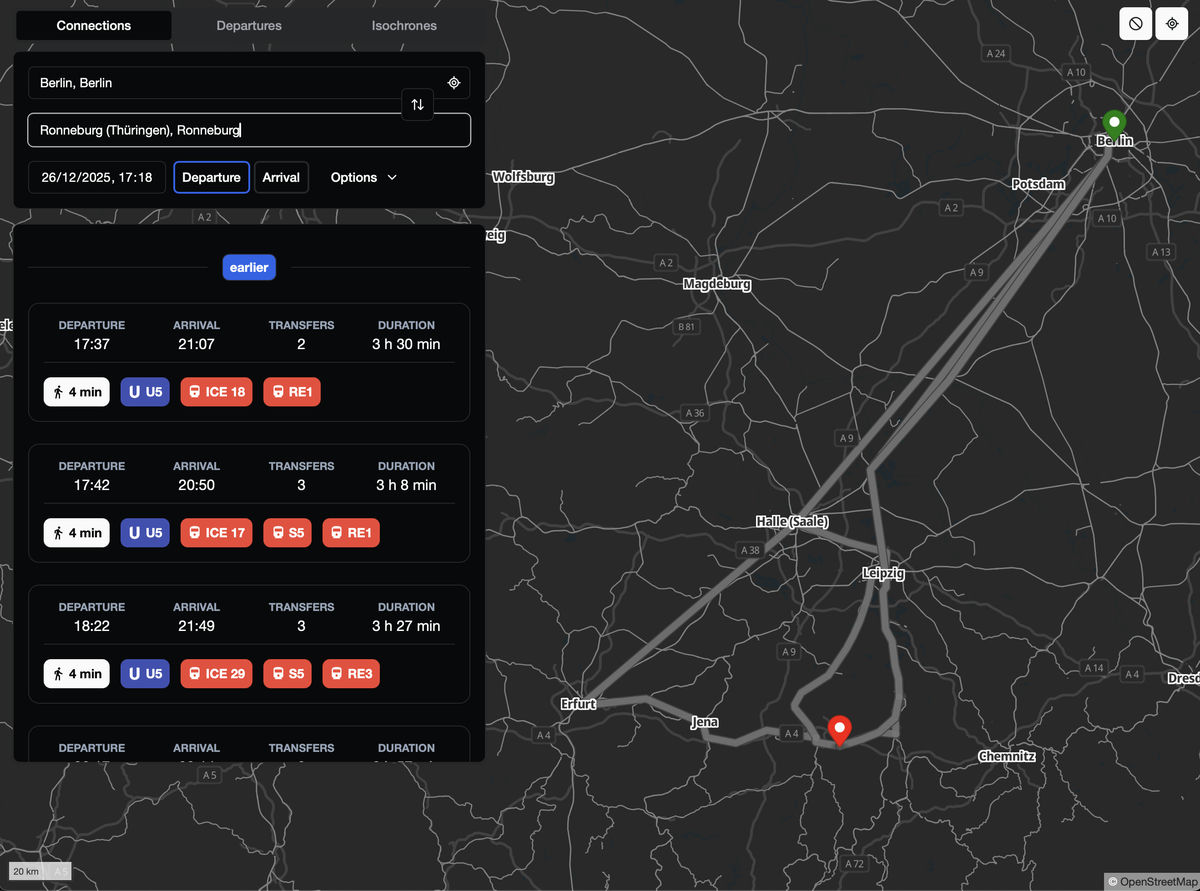 Connections Departures Isochrones
Berlin, Berlin
Ronneburg (Thüringen), Ronneburg
26/12/2025, 17:18 Departure Arrival Options
earlier
DEPARTURE ARRIVAL TRANSFERS DURATION
17:37 21:07 2 3 h 30 min
4 min U U5 ICE 18 RE1
DEPARTURE ARRIVAL TRANSFERS DURATION
17:42 20:50 3 3 h 8 min
4 min U U5 ICE 17 S5 RE1
DEPARTURE ARRIVAL TRANSFERS DURATION
18:22 21:49 3 3 h 27 min
4 min U U5 ICE 29 S5 RE3
DEPARTURE ARRIVAL TRANSFERS DURATION
A 24
A 10
Berlin
Wolfsburg
Potsdam
A 2
A 2
A 10
eig
A 13
A 2
A 9
Magdeburg
B 81
A 36
A 9
Halle (Saale)
A 38
Leipzig
A 9
A 14
A 4
Dresd
Erfurt
Jena
A 4
A 4
Chemnitz
A 5
A 72
20 km
A 5
© OpenStreetMap